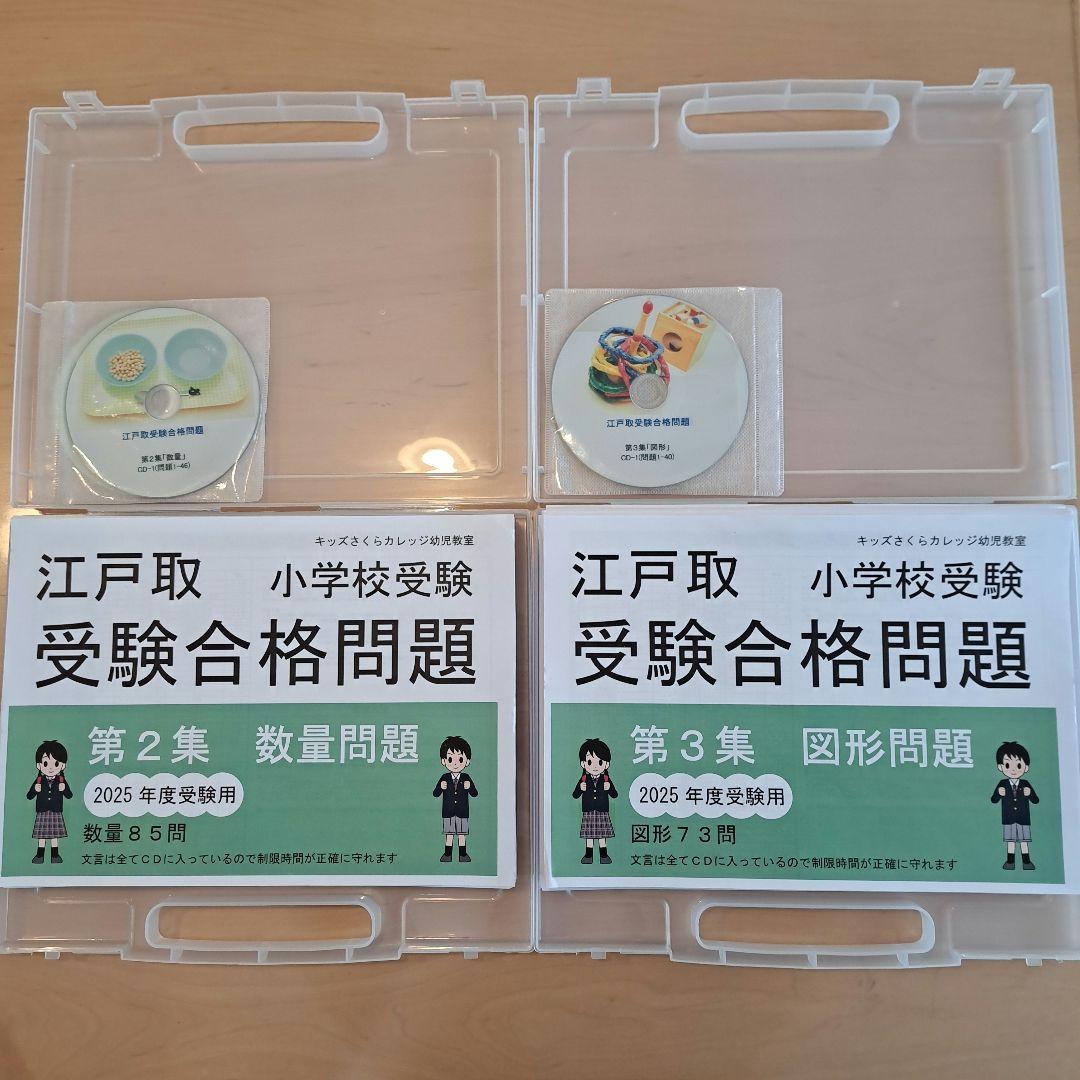 江戸取受験合格問題
第2集「数量」
CD-1(問題1-46)
江戸取受験合格問題
第3集「図形」
CD-1(問題1-40)
キッズさくらカレッジ幼児教室
江戸取 小学校受験
受験合格問題
第2集 数量問題
2025年度受験用
数量85問
文言は全てCDに入っているので制限時間が正確に守れます
キッズさくらカレッジ幼児教室
江戸取 小学校受験
受験合格問題
第3集 図形問題
2025年度受験用
図形73問
文言は全てCDに入っているので制限時間が正確に守れます